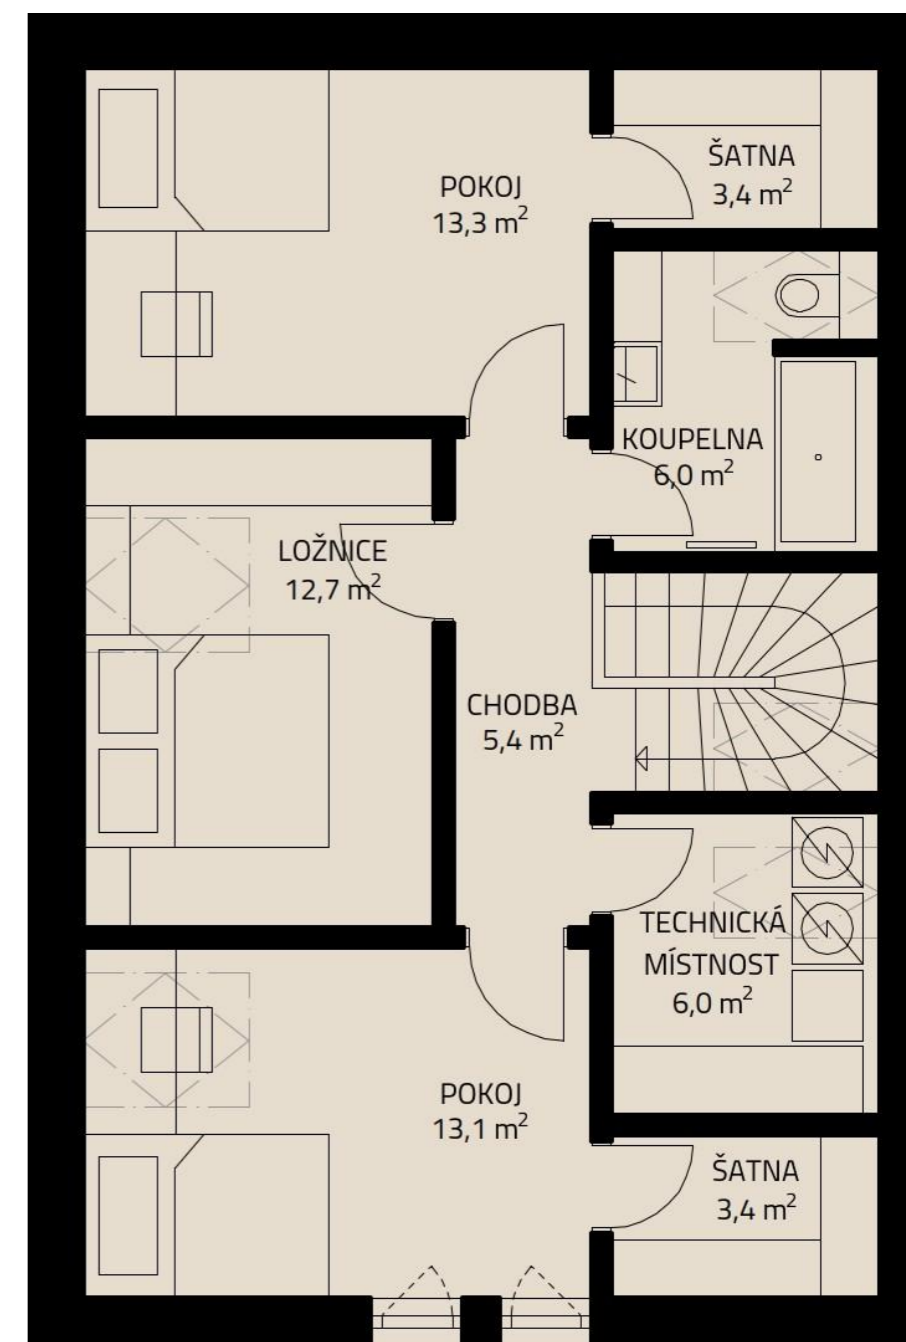 POKOJ
13,3 m²
ŠATNA
3,4 m²
KOUPELNA
6,0 m²
LOŽNICE
12,7 m²
CHODBA
5,4 m²
TECHNICKÁ
MÍSTNOST
6,0 m²
POKOJ
13,1 m²
ŠATNA
3,4 m²